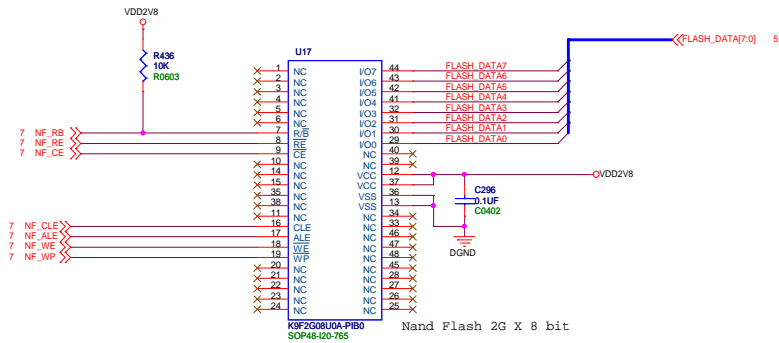 VDD2V8
R436
10K
R0603
U17
1 NC
2 NC
3 NC
4 NC
5 NC
6 NC
7 NF_RB 7 R/B
7 NF_RE 8 RE
7 NF_CE 9 CE
10 NC
14 NC
15 NC
35 NC
38 NC
11 NC
7 NF_CLE 16 CLE
7 NF_ALE 17 ALE
7 NF_WE 18 WE
7 NF_WP 19 WP
20 NC
21 NC
22 NC
23 NC
24 NC
I/O7 44 FLASH_DATA7
I/O6 43 FLASH_DATA6
I/O5 42 FLASH_DATA5
I/O4 41 FLASH_DATA4
I/O3 32 FLASH_DATA3
I/O2 31 FLASH_DATA2
I/O1 30 FLASH_DATA1
I/O0 29 FLASH_DATA0
NC 40
NC 39
VCC 12
VCC 37
VSS 36
VSS 13
NC 34
NC 33
NC 46
NC 47
NC 48
NC 45
NC 28
NC 27
NC 26
NC 25
FLASH_DATA[7:0] 5
VDD2V8
C296
0.1UF
C0402
DGND
K9F2G08U0A-PIB0
SOP48-I20-765
Nand Flash 2G X 8 bit